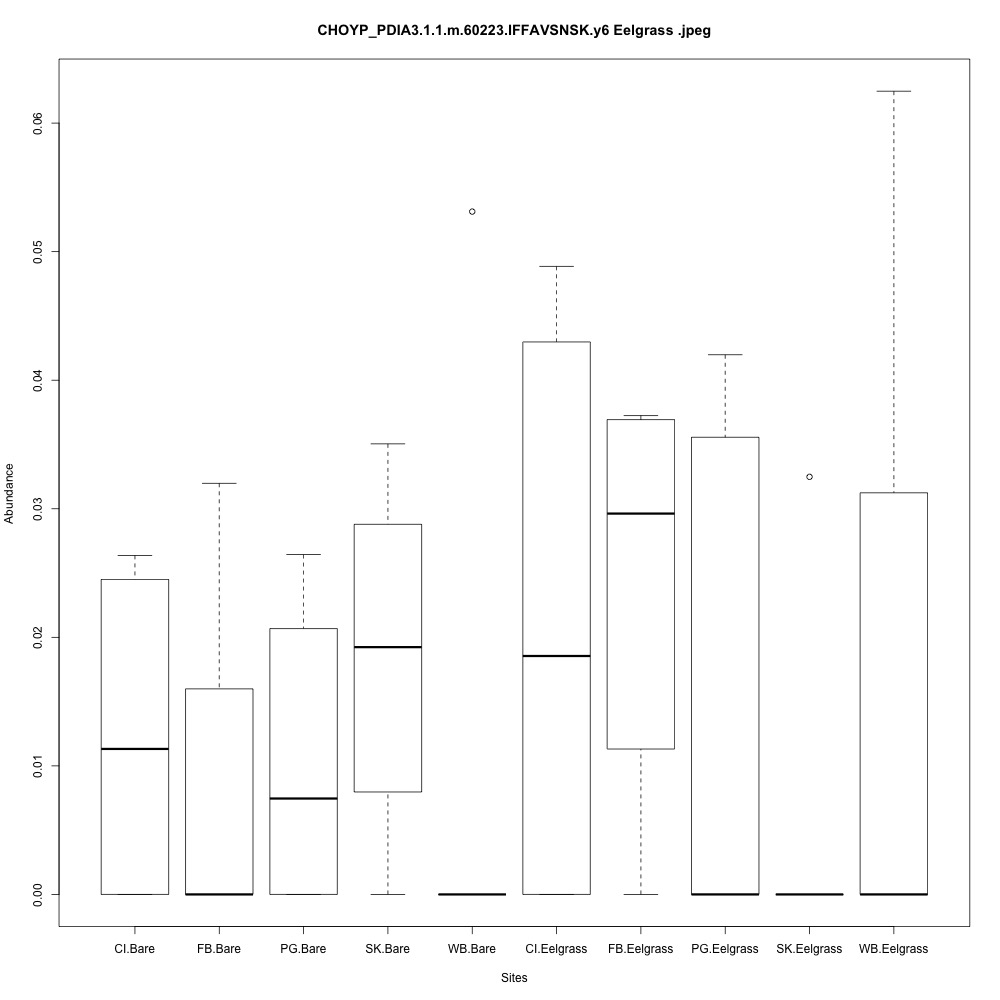 CHOYP_PDIA3.1.1.m.60223.IFFAVSNSK.y6 Eelgrass .jpeg
0.06
0.05
0.04
0.03
0.02
0.01
0.00
Abundance
CI.Bare FB.Bare PG.Bare SK.Bare WB.Bare CI.Eelgrass FB.Eelgrass PG.Eelgrass SK.Eelgrass WB.Eelgrass
Sites